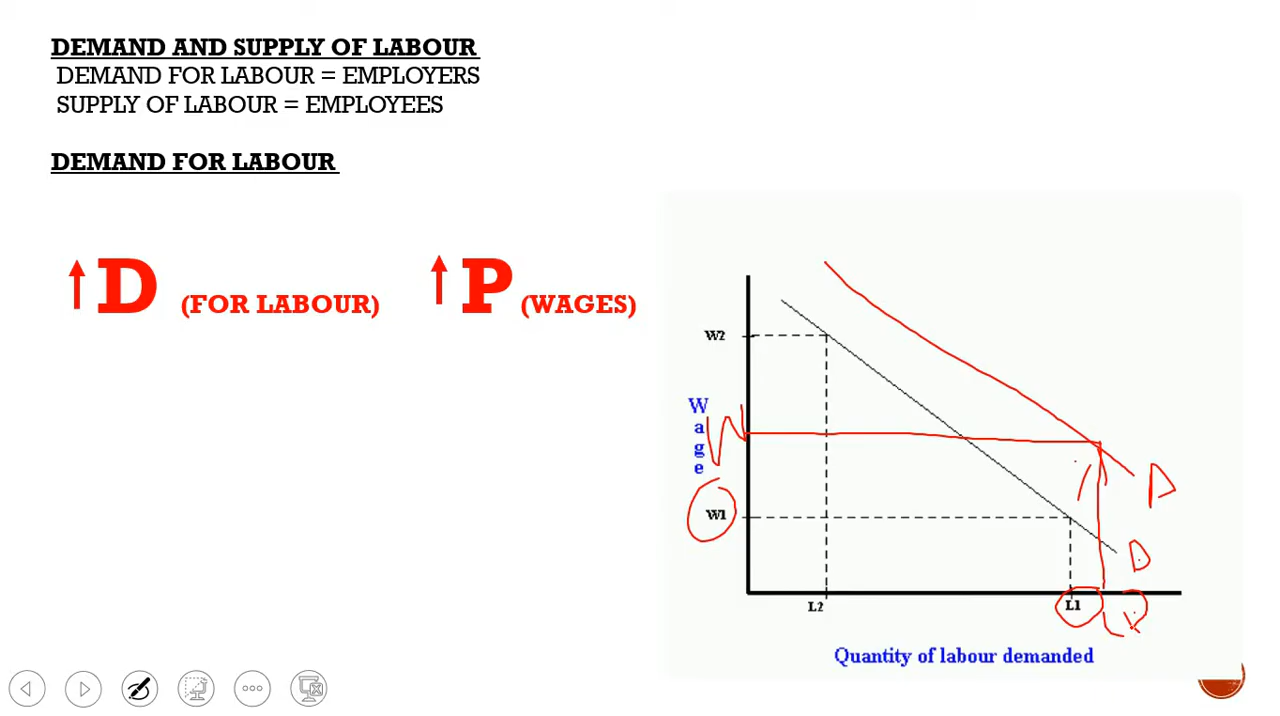 DEMAND AND SUPPLY OF LABOUR
DEMAND FOR LABOUR = EMPLOYERS
SUPPLY OF LABOUR = EMPLOYEES
DEMAND FOR LABOUR
↑D (FOR LABOUR) ↑P (WAGES)
W2
Wage
W
W1
D
D
L2
L1
Quantity of labour demanded